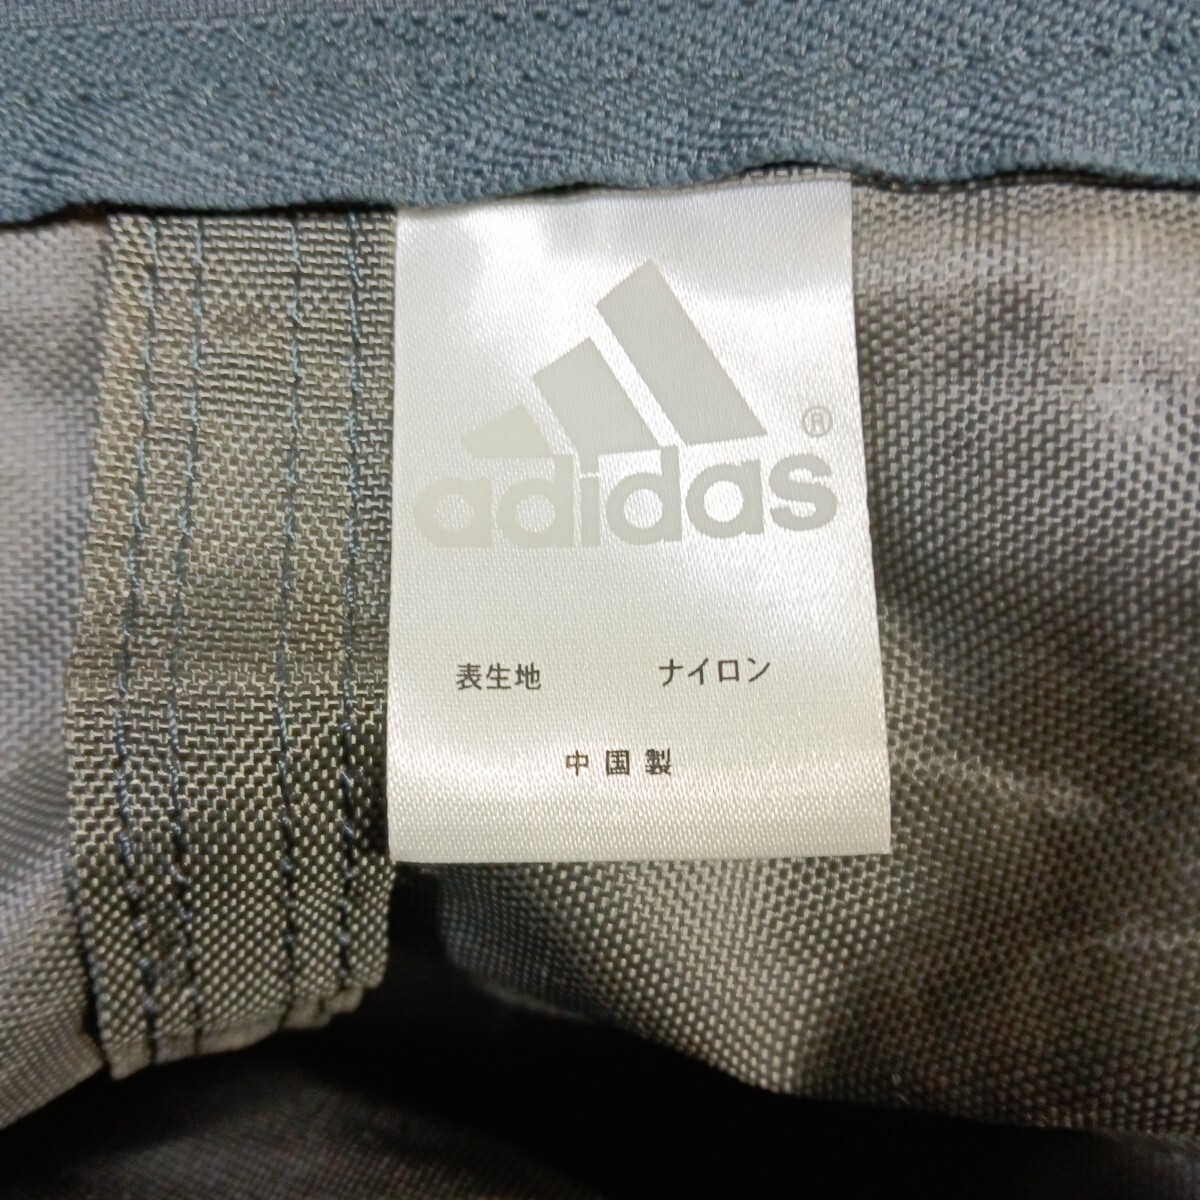 adidas®
表生地 ナイロン
中国製